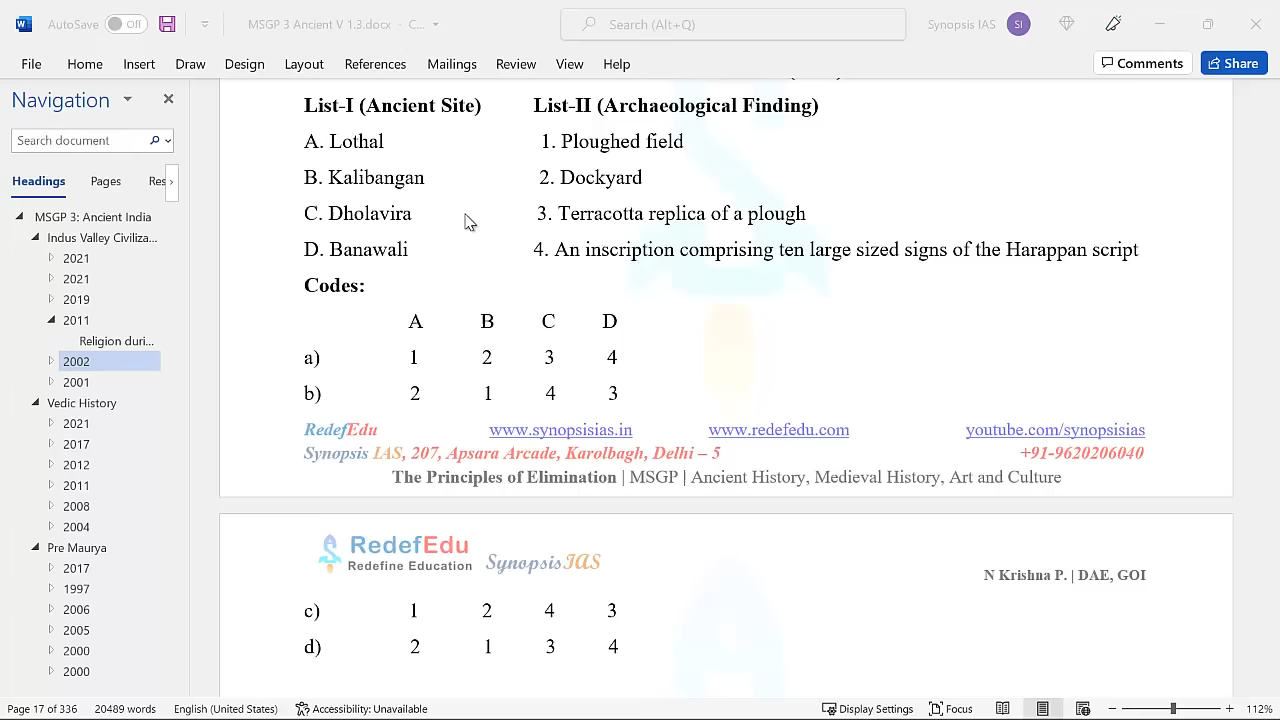 AutoSave Off MSGP 3 Ancient V 1.3.docx - C... Search (Alt+Q) Synopsis IAS SI
File Home Insert Draw Design Layout References Mailings Review View Help Comments Share
Navigation
Search document
Headings Pages Res
MSGP 3: Ancient India
Indus Valley Civiliza...
2021
2021
2019
2011
Religion duri...
2002
2001
Vedic History
2021
2017
2012
2011
2008
2004
Pre Maurya
2017
1997
2006
2005
2000
2000
List-I (Ancient Site) List-II (Archaeological Finding)
A. Lothal 1. Ploughed field
B. Kalibangan 2. Dockyard
C. Dholavira 3. Terracotta replica of a plough
D. Banawali 4. An inscription comprising ten large sized signs of the Harappan script
Codes:
A B C D
a) 1 2 3 4
b) 2 1 4 3
RedefEdu www.synopsisias.in www.redefedu.com youtube.com/synopsisias
Synopsis IAS, 207, Apsara Arcade, Karolbagh, Delhi – 5 +91-9620206040
The Principles of Elimination | MSGP | Ancient History, Medieval History, Art and Culture
RedefEdu
Redefine Education SynopsisIAS
N Krishna P. | DAE, GOI
c) 1 2 4 3
d) 2 1 3 4
Page 17 of 336 20489 words English (United States) Accessibility: Unavailable Display Settings Focus 112%